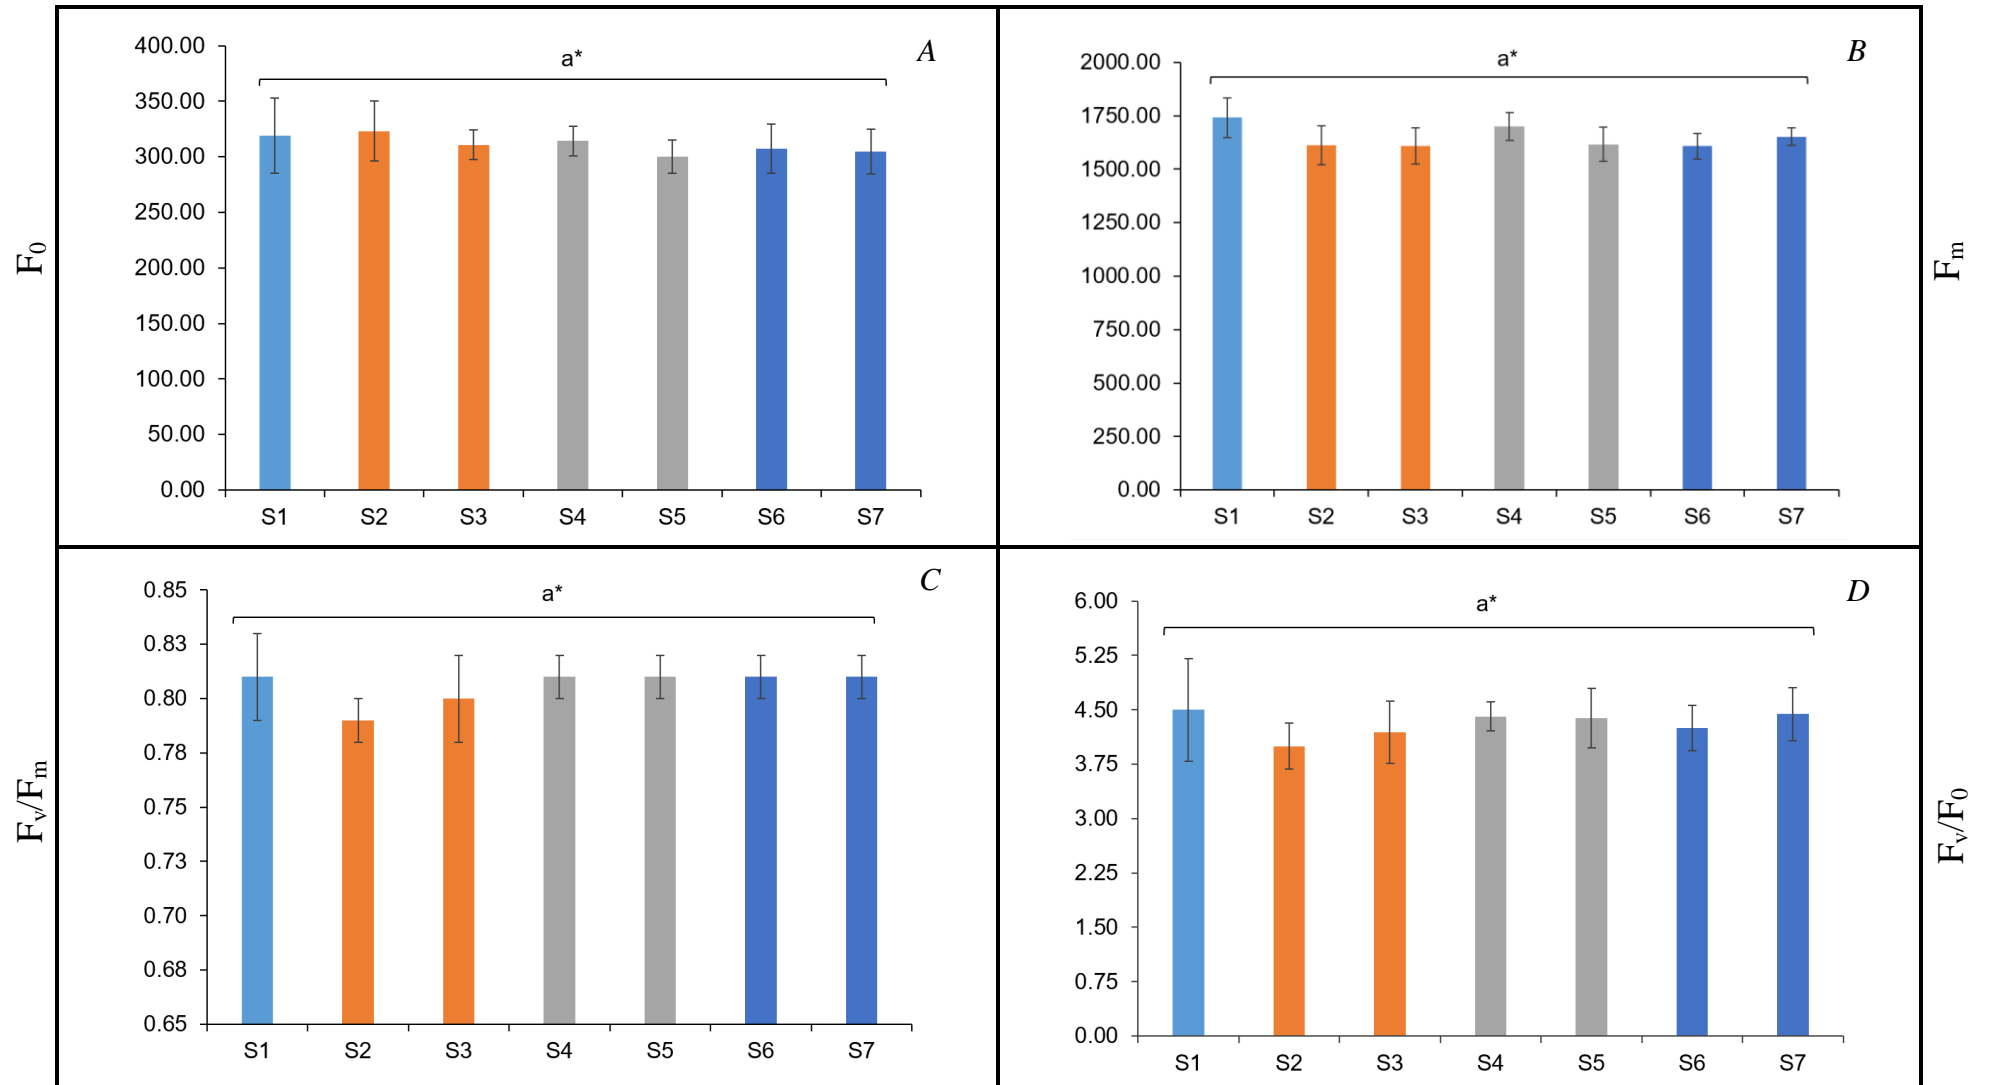 A
a*
400.00
350.00
300.00
250.00
200.00
150.00
100.00
50.00
0.00
S1 S2 S3 S4 S5 S6 S7
F0
B
a*
2000.00
1750.00
1500.00
1250.00
1000.00
750.00
500.00
250.00
0.00
S1 S2 S3 S4 S5 S6 S7
Fm
C
a*
0.85
0.83
0.80
0.78
0.75
0.73
0.70
0.68
0.65
S1 S2 S3 S4 S5 S6 S7
Fv/Fm
D
a*
6.00
5.25
4.50
3.75
3.00
2.25
1.50
0.75
0.00
S1 S2 S3 S4 S5 S6 S7
Fv/F0